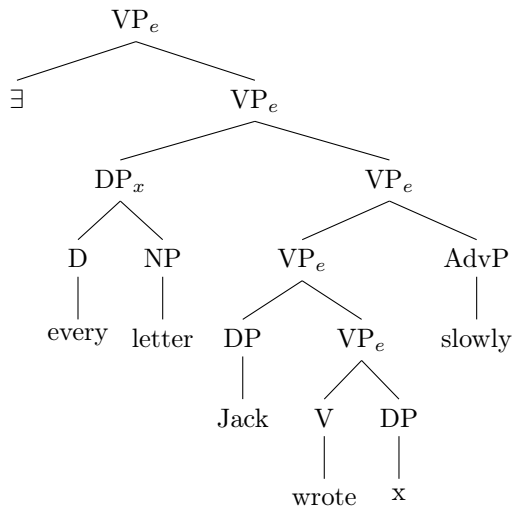 VP_e
∃ VP_e
DP_x VP_e
D NP VP_e AdvP
every letter DP VP_e slowly
Jack V DP
wrote x